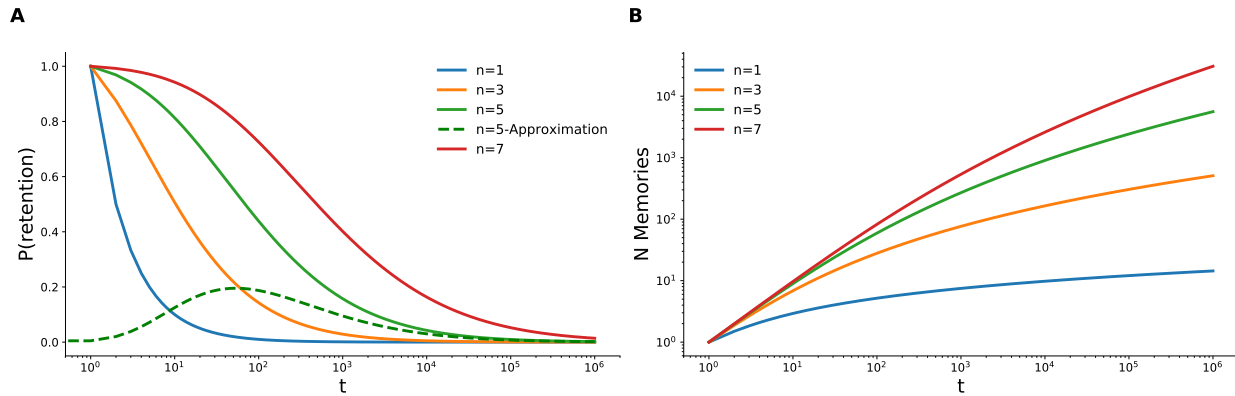 A
P(retention)
1.0
0.8
0.6
0.4
0.2
0.0
n=1
n=3
n=5
n=5-Approximation
n=7
10⁰ 10¹ 10² 10³ 10⁴ 10⁵ 10⁶
t
B
N Memories
10⁴
10³
10²
10¹
10⁰
n=1
n=3
n=5
n=7
10⁰ 10¹ 10² 10³ 10⁴ 10⁵ 10⁶
t